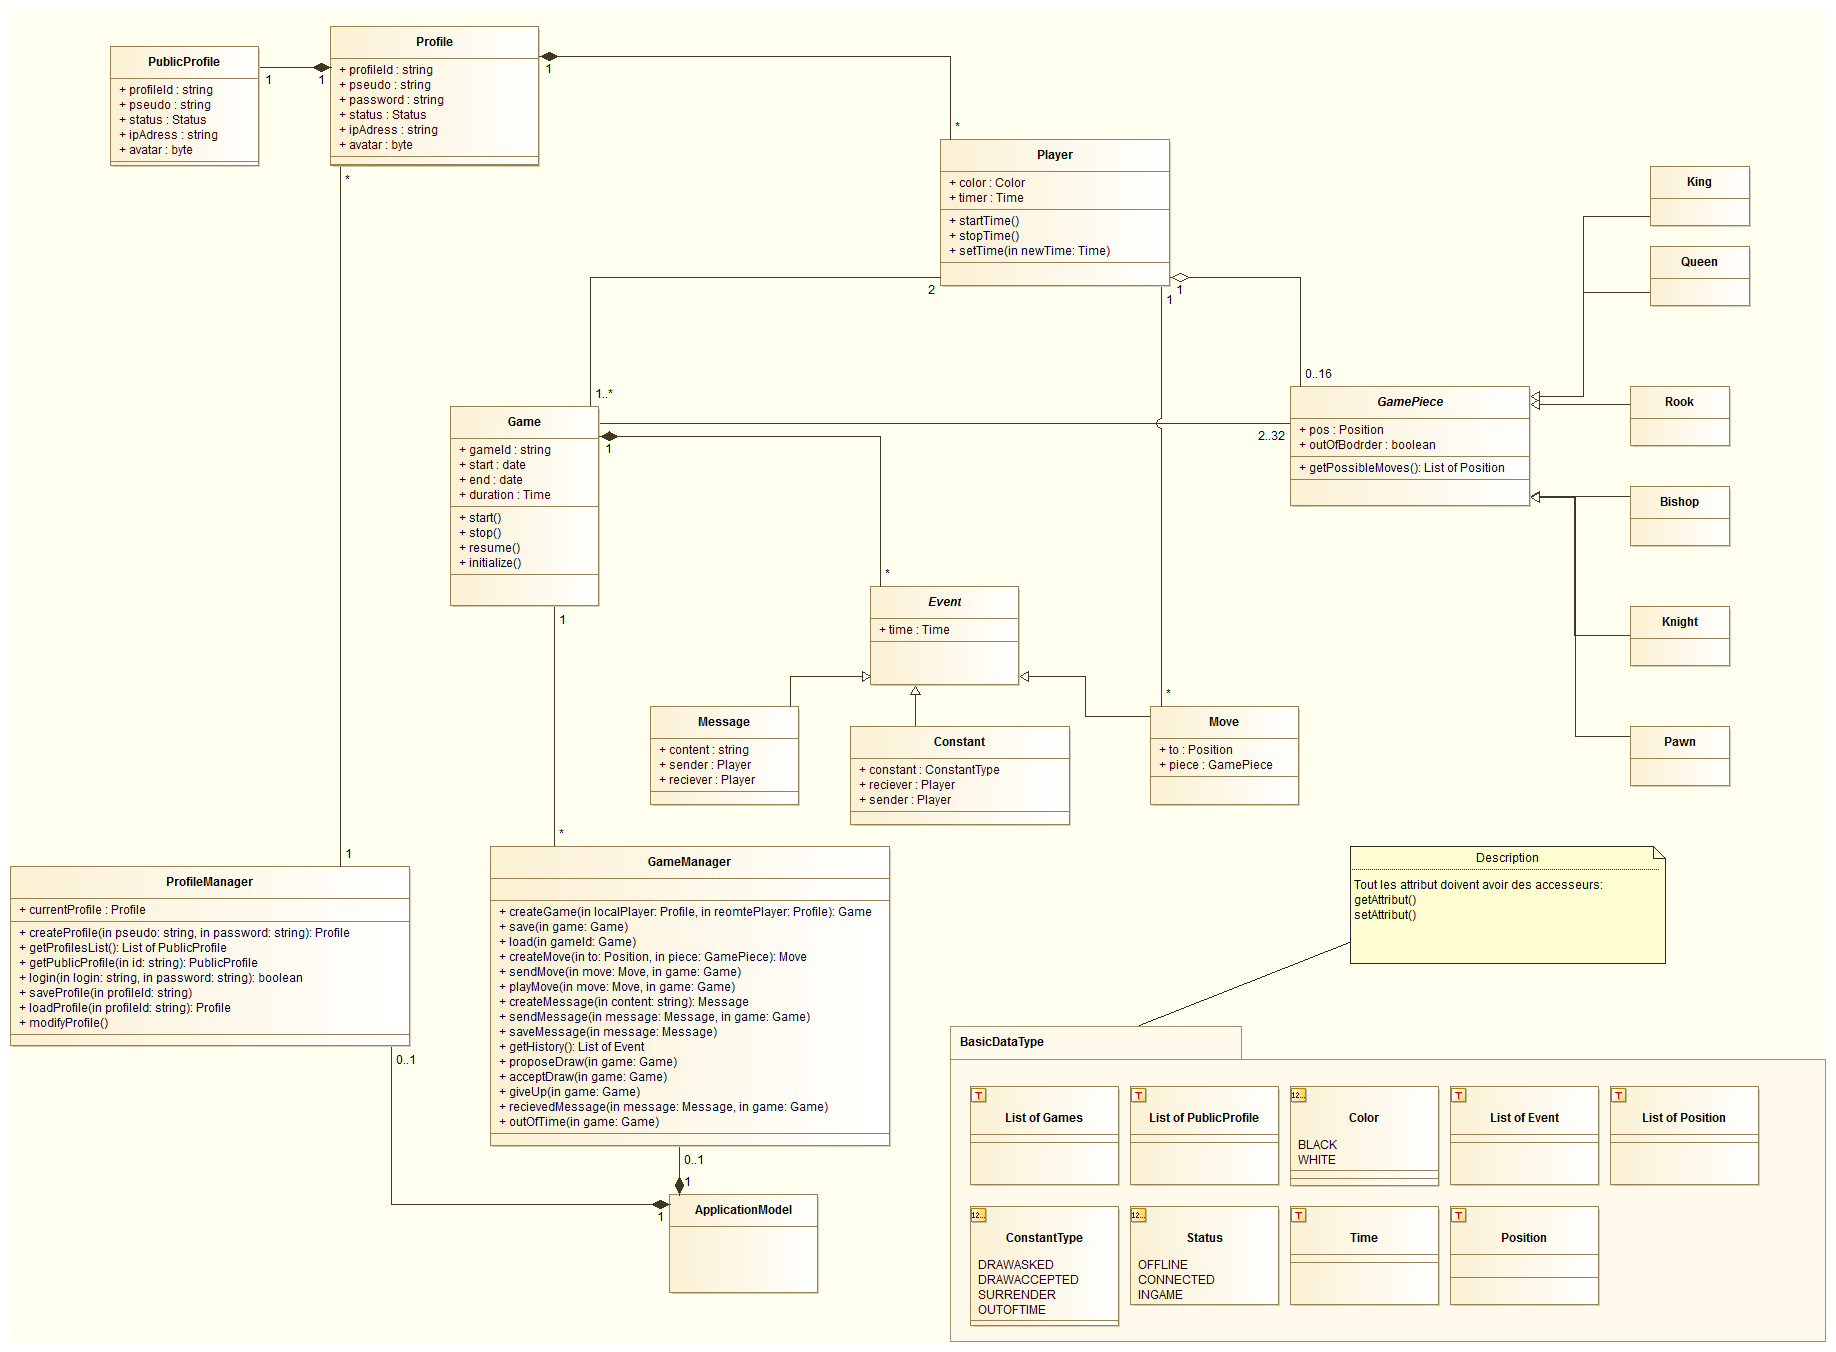 Profile
+ profileId : string
+ pseudo : string
+ password : string
+ status : Status
+ ipAdress : string
+ avatar : byte
PublicProfile
+ profileId : string
+ pseudo : string
+ status : Status
+ ipAdress : string
+ avatar : byte
1
1
1
*
*
Player
+ color : Color
+ timer : Time
+ startTime()
+ stopTime()
+ setTime(in newTime: Time)
2
1
1
King
Queen
0..16
1..*
GamePiece
+ pos : Position
+ outOfBodrder : boolean
+ getPossibleMoves(): List of Position
2..32
Rook
Bishop
Knight
Pawn
Game
+ gameId : string
+ start : date
+ end : date
+ duration : Time
+ start()
+ stop()
+ resume()
+ initialize()
1
1
*
Event
+ time : Time
*
Message
+ content : string
+ sender : Player
+ reciever : Player
Constant
+ constant : ConstantType
+ reciever : Player
+ sender : Player
Move
+ to : Position
+ piece : GamePiece
*
1
ProfileManager
+ currentProfile : Profile
+ createProfile(in pseudo: string, in password: string): Profile
+ getProfilesList(): List of PublicProfile
+ getPublicProfile(in id: string): PublicProfile
+ login(in login: string, in password: string): boolean
+ saveProfile(in profileId: string)
+ loadProfile(in profileId: string): Profile
+ modifyProfile()
0..1
GameManager
+ createGame(in localPlayer: Profile, in reomtePlayer: Profile): Game
+ save(in game: Game)
+ load(in gameId: Game)
+ createMove(in to: Position, in piece: GamePiece): Move
+ sendMove(in move: Move, in game: Game)
+ playMove(in move: Move, in game: Game)
+ createMessage(in content: string): Message
+ sendMessage(in message: Message, in game: Game)
+ saveMessage(in message: Message)
+ getHistory(): List of Event
+ proposeDraw(in game: Game)
+ acceptDraw(in game: Game)
+ giveUp(in game: Game)
+ recievedMessage(in message: Message, in game: Game)
+ outOfTime(in game: Game)
0..1
1
1
ApplicationModel
Description
Tout les attribut doivent avoir des accesseurs:
getAttribut()
setAttribut()
BasicDataType
T
List of Games
T
List of PublicProfile
12...
Color
BLACK
WHITE
T
List of Event
T
List of Position
12...
ConstantType
DRAWASKED
DRAWACCEPTED
SURRENDER
OUTOFTIME
12...
Status
OFFLINE
CONNECTED
INGAME
T
Time
T
Position